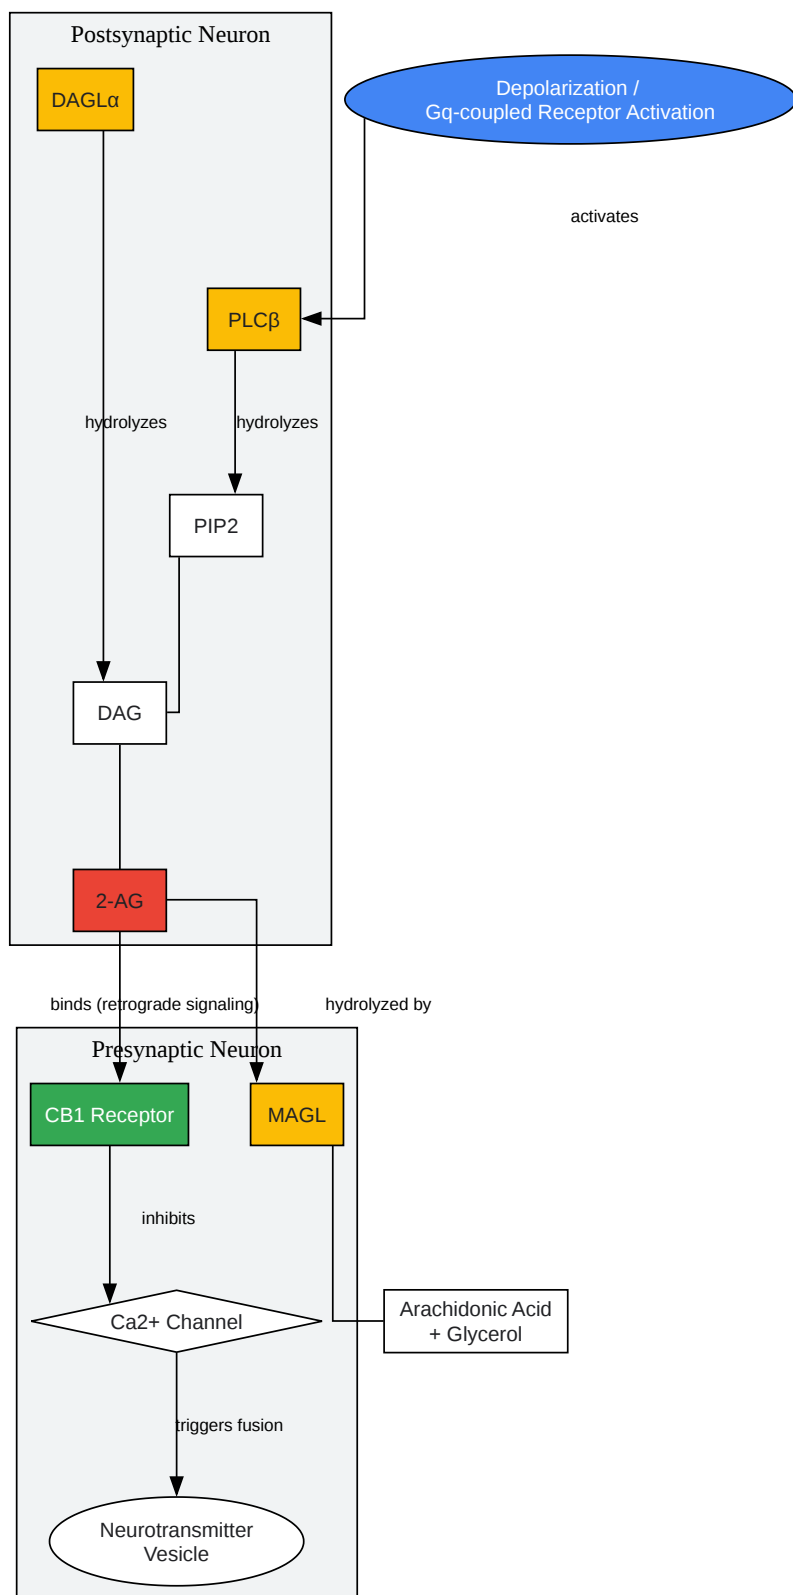 Postsynaptic Neuron
DAGLα
Depolarization /
Gq-coupled Receptor Activation
activates
PLCβ
hydrolyzes
hydrolyzes
PIP2
DAG
2-AG
binds (retrograde signaling)
hydrolyzed by
Presynaptic Neuron
CB1 Receptor
MAGL
inhibits
Arachidonic Acid
+ Glycerol
Ca2+ Channel
triggers fusion
Neurotransmitter
Vesicle